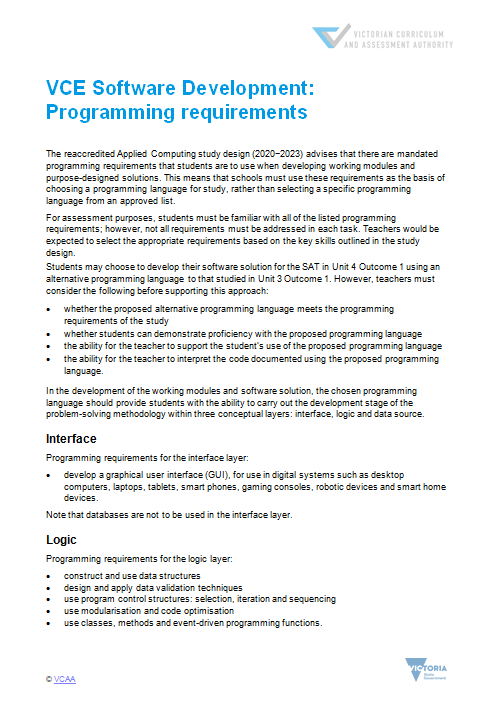 VICTORIAN CURRICULUM
AND ASSESSMENT AUTHORITY
VCE Software Development:
Programming requirements
The reaccredited Applied Computing study design (2020–2023) advises that there are mandated
programming requirements that students are to use when developing working modules and
purpose-designed solutions. This means that schools must use these requirements as the basis of
choosing a programming language for study, rather than selecting a specific programming
language from an approved list.
For assessment purposes, students must be familiar with all of the listed programming
requirements; however, not all requirements must be addressed in each task. Teachers would be
expected to select the appropriate requirements based on the key skills outlined in the study
design.
Students may choose to develop their software solution for the SAT in Unit 4 Outcome 1 using an
alternative programming language to that studied in Unit 3 Outcome 1. However, teachers must
consider the following before supporting this approach:
• whether the proposed alternative programming language meets the programming
requirements of the study
• whether students can demonstrate proficiency with the proposed programming language
• the ability for the teacher to support the student's use of the proposed programming language
• the ability for the teacher to interpret the code documented using the proposed programming
language.
In the development of the working modules and software solution, the chosen programming
language should provide students with the ability to carry out the development stage of the
problem-solving methodology within three conceptual layers: interface, logic and data source.
Interface
Programming requirements for the interface layer:
• develop a graphical user interface (GUI), for use in digital systems such as desktop
computers, laptops, tablets, smart phones, gaming consoles, robotic devices and smart home
devices.
Note that databases are not to be used in the interface layer.
Logic
Programming requirements for the logic layer:
• construct and use data structures
• design and apply data validation techniques
• use program control structures: selection, iteration and sequencing
• use modularisation and code optimisation
• use classes, methods and event-driven programming functions.
© VCAA
VICTORIA
State
Government